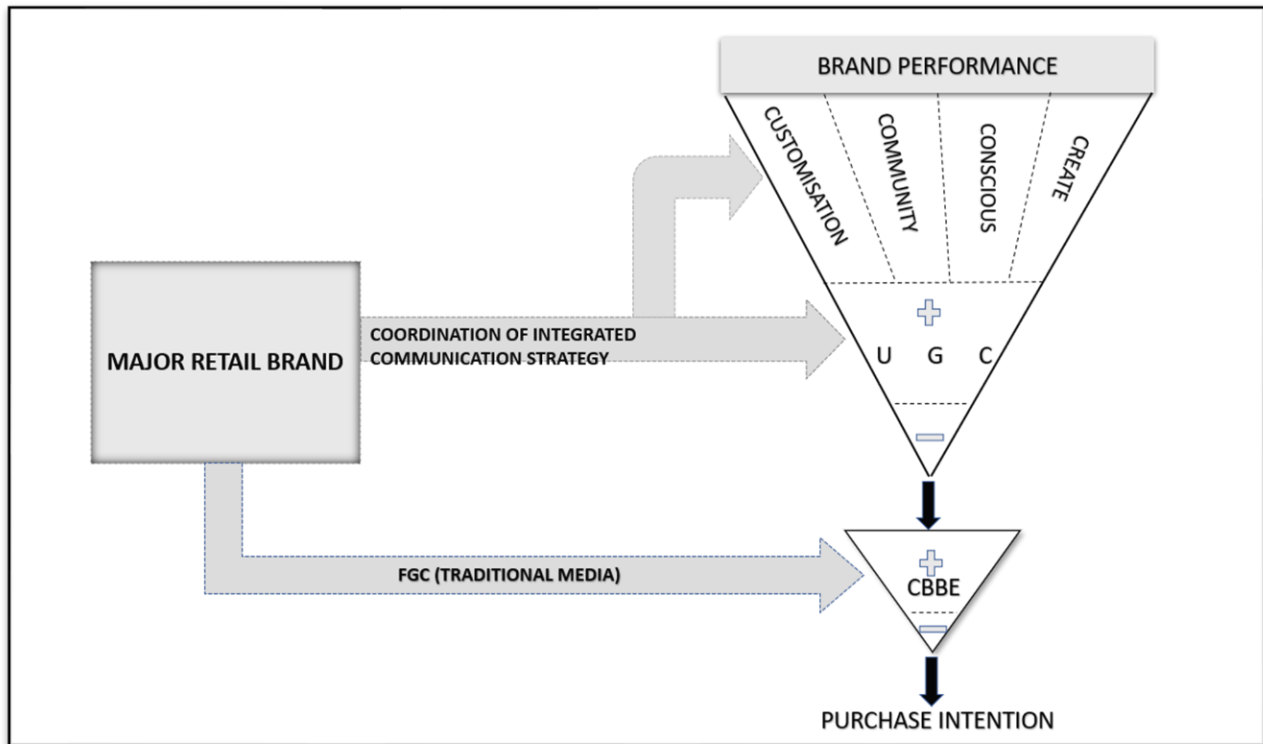 BRAND PERFORMANCE
CUSTOMISATION
COMMUNITY
CONSCIOUS
CREATE
MAJOR RETAIL BRAND
COORDINATION OF INTEGRATED
COMMUNICATION STRATEGY
U G C
FGC (TRADITIONAL MEDIA)
CBBE
PURCHASE INTENTION